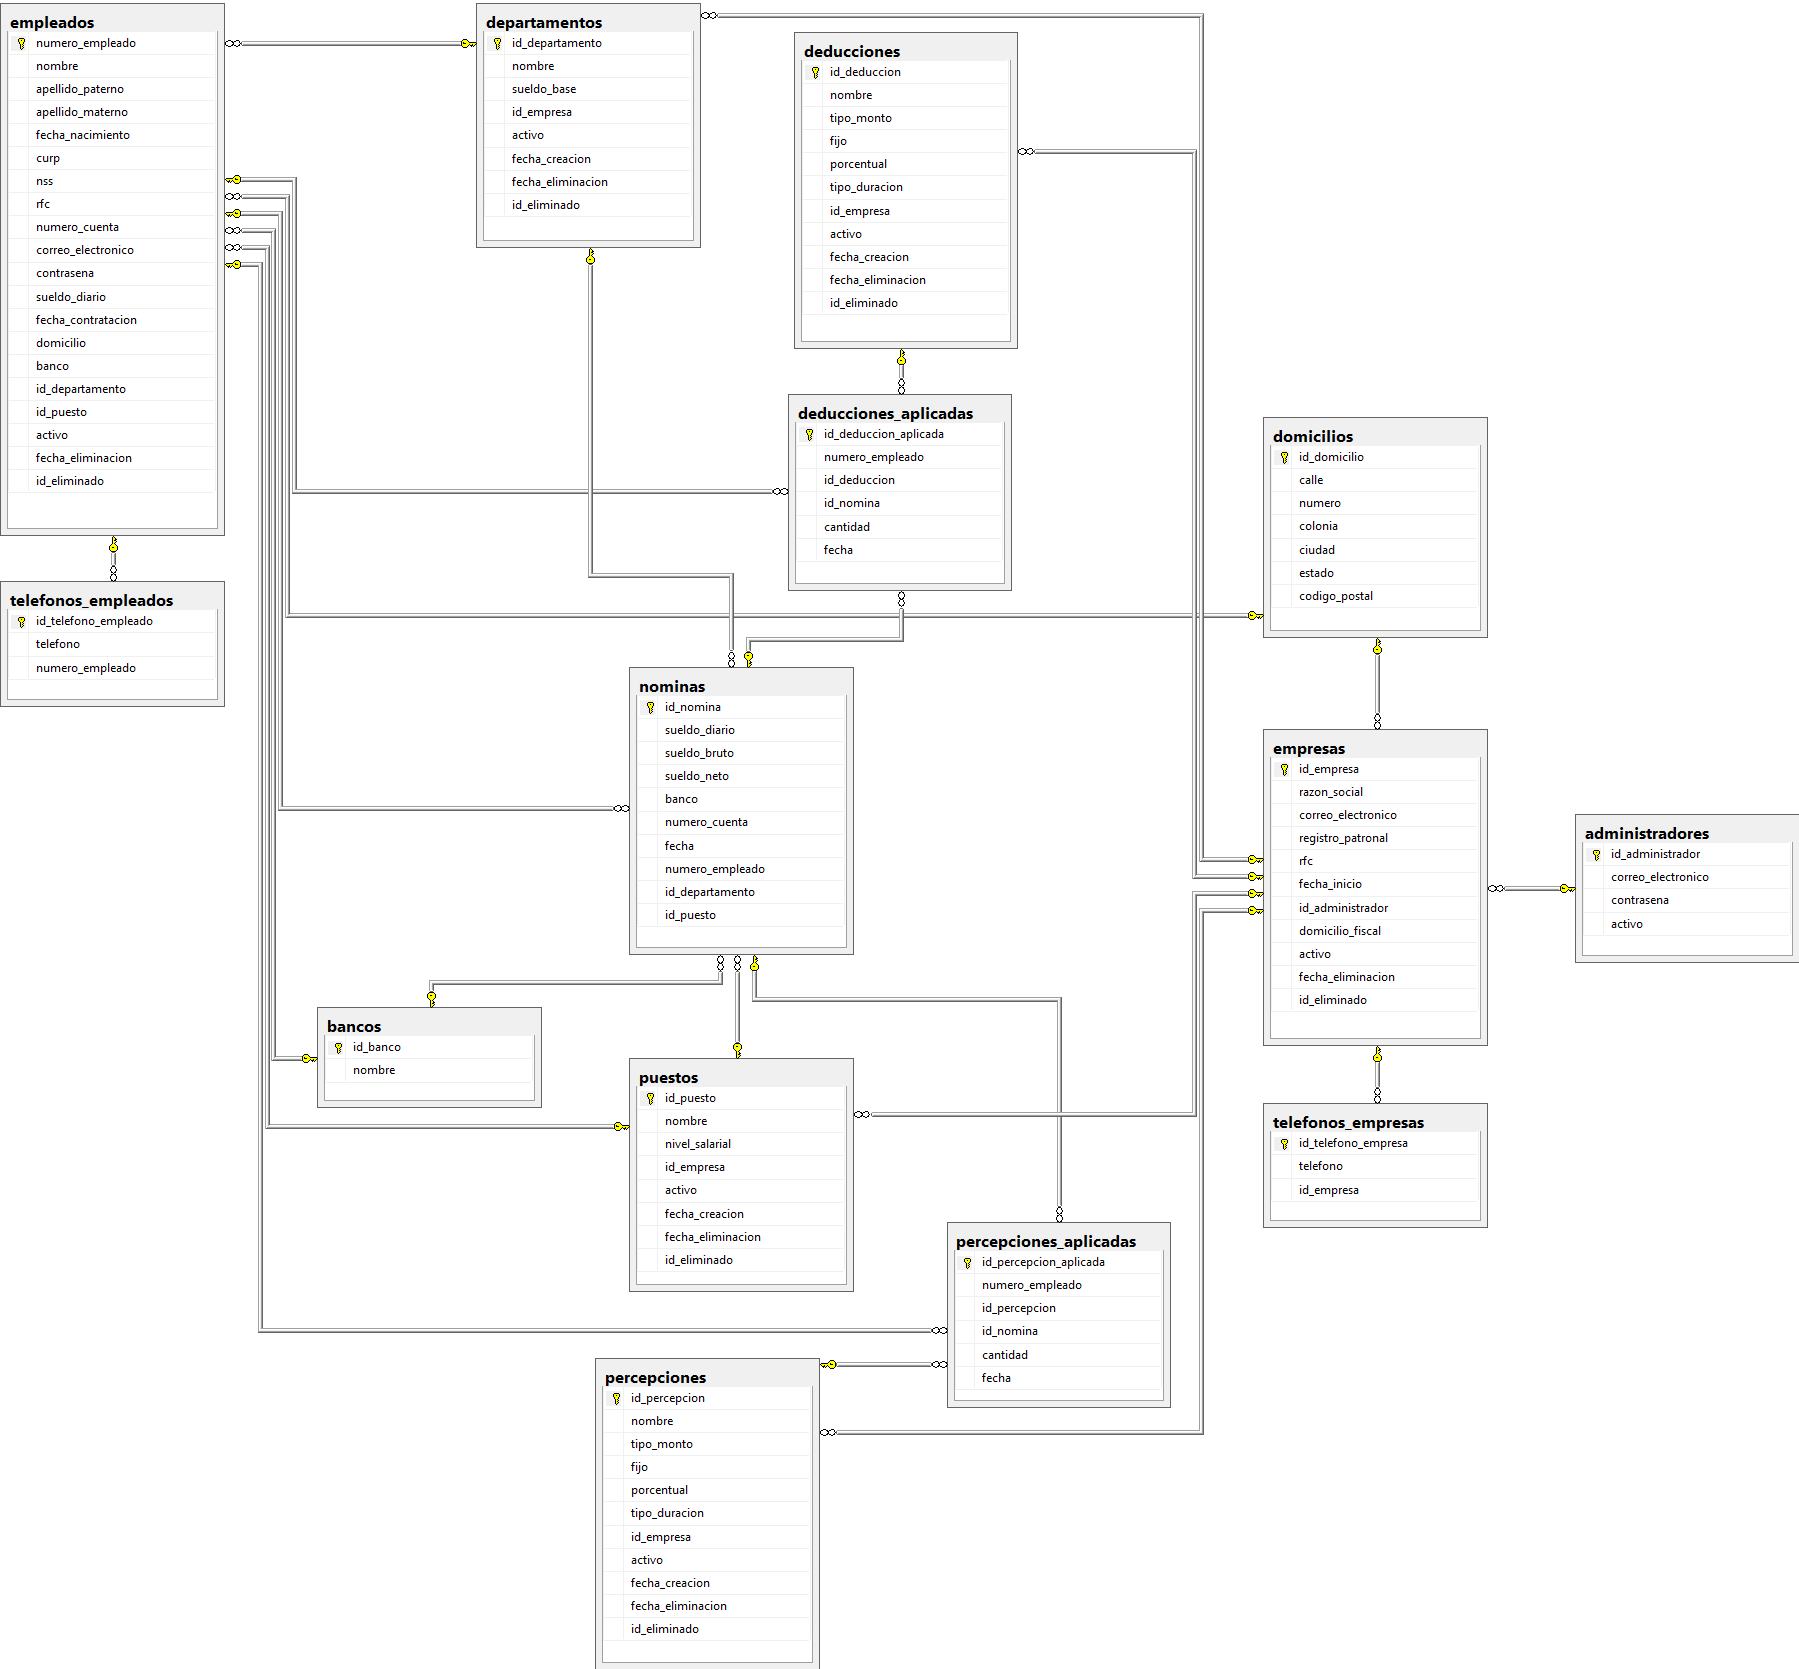 empleados
numero_empleado
nombre
apellido_paterno
apellido_materno
fecha_nacimiento
curp
nss
rfc
numero_cuenta
correo_electronico
contrasena
sueldo_diario
fecha_contratacion
domicilio
banco
id_departamento
id_puesto
activo
fecha_eliminacion
id_eliminado
telefonos_empleados
id_telefono_empleado
telefono
numero_empleado
departamentos
id_departamento
nombre
sueldo_base
id_empresa
activo
fecha_creacion
fecha_eliminacion
id_eliminado
deducciones
id_deduccion
nombre
tipo_monto
fijo
porcentual
tipo_duracion
id_empresa
activo
fecha_creacion
fecha_eliminacion
id_eliminado
deducciones_aplicadas
id_deduccion_aplicada
numero_empleado
id_deduccion
id_nomina
cantidad
fecha
domicilios
id_domicilio
calle
numero
colonia
ciudad
estado
codigo_postal
nominas
id_nomina
sueldo_diario
sueldo_bruto
sueldo_neto
banco
numero_cuenta
fecha
numero_empleado
id_departamento
id_puesto
empresas
id_empresa
razon_social
correo_electronico
registro_patronal
rfc
fecha_inicio
id_administrador
domicilio_fiscal
activo
fecha_eliminacion
id_eliminado
administradores
id_administrador
correo_electronico
contrasena
activo
bancos
id_banco
nombre
puestos
id_puesto
nombre
nivel_salarial
id_empresa
activo
fecha_creacion
fecha_eliminacion
id_eliminado
telefonos_empresas
id_telefono_empresa
telefono
id_empresa
percepciones_aplicadas
id_percepcion_aplicada
numero_empleado
id_percepcion
id_nomina
cantidad
fecha
percepciones
id_percepcion
nombre
tipo_monto
fijo
porcentual
tipo_duracion
id_empresa
activo
fecha_creacion
fecha_eliminacion
id_eliminado